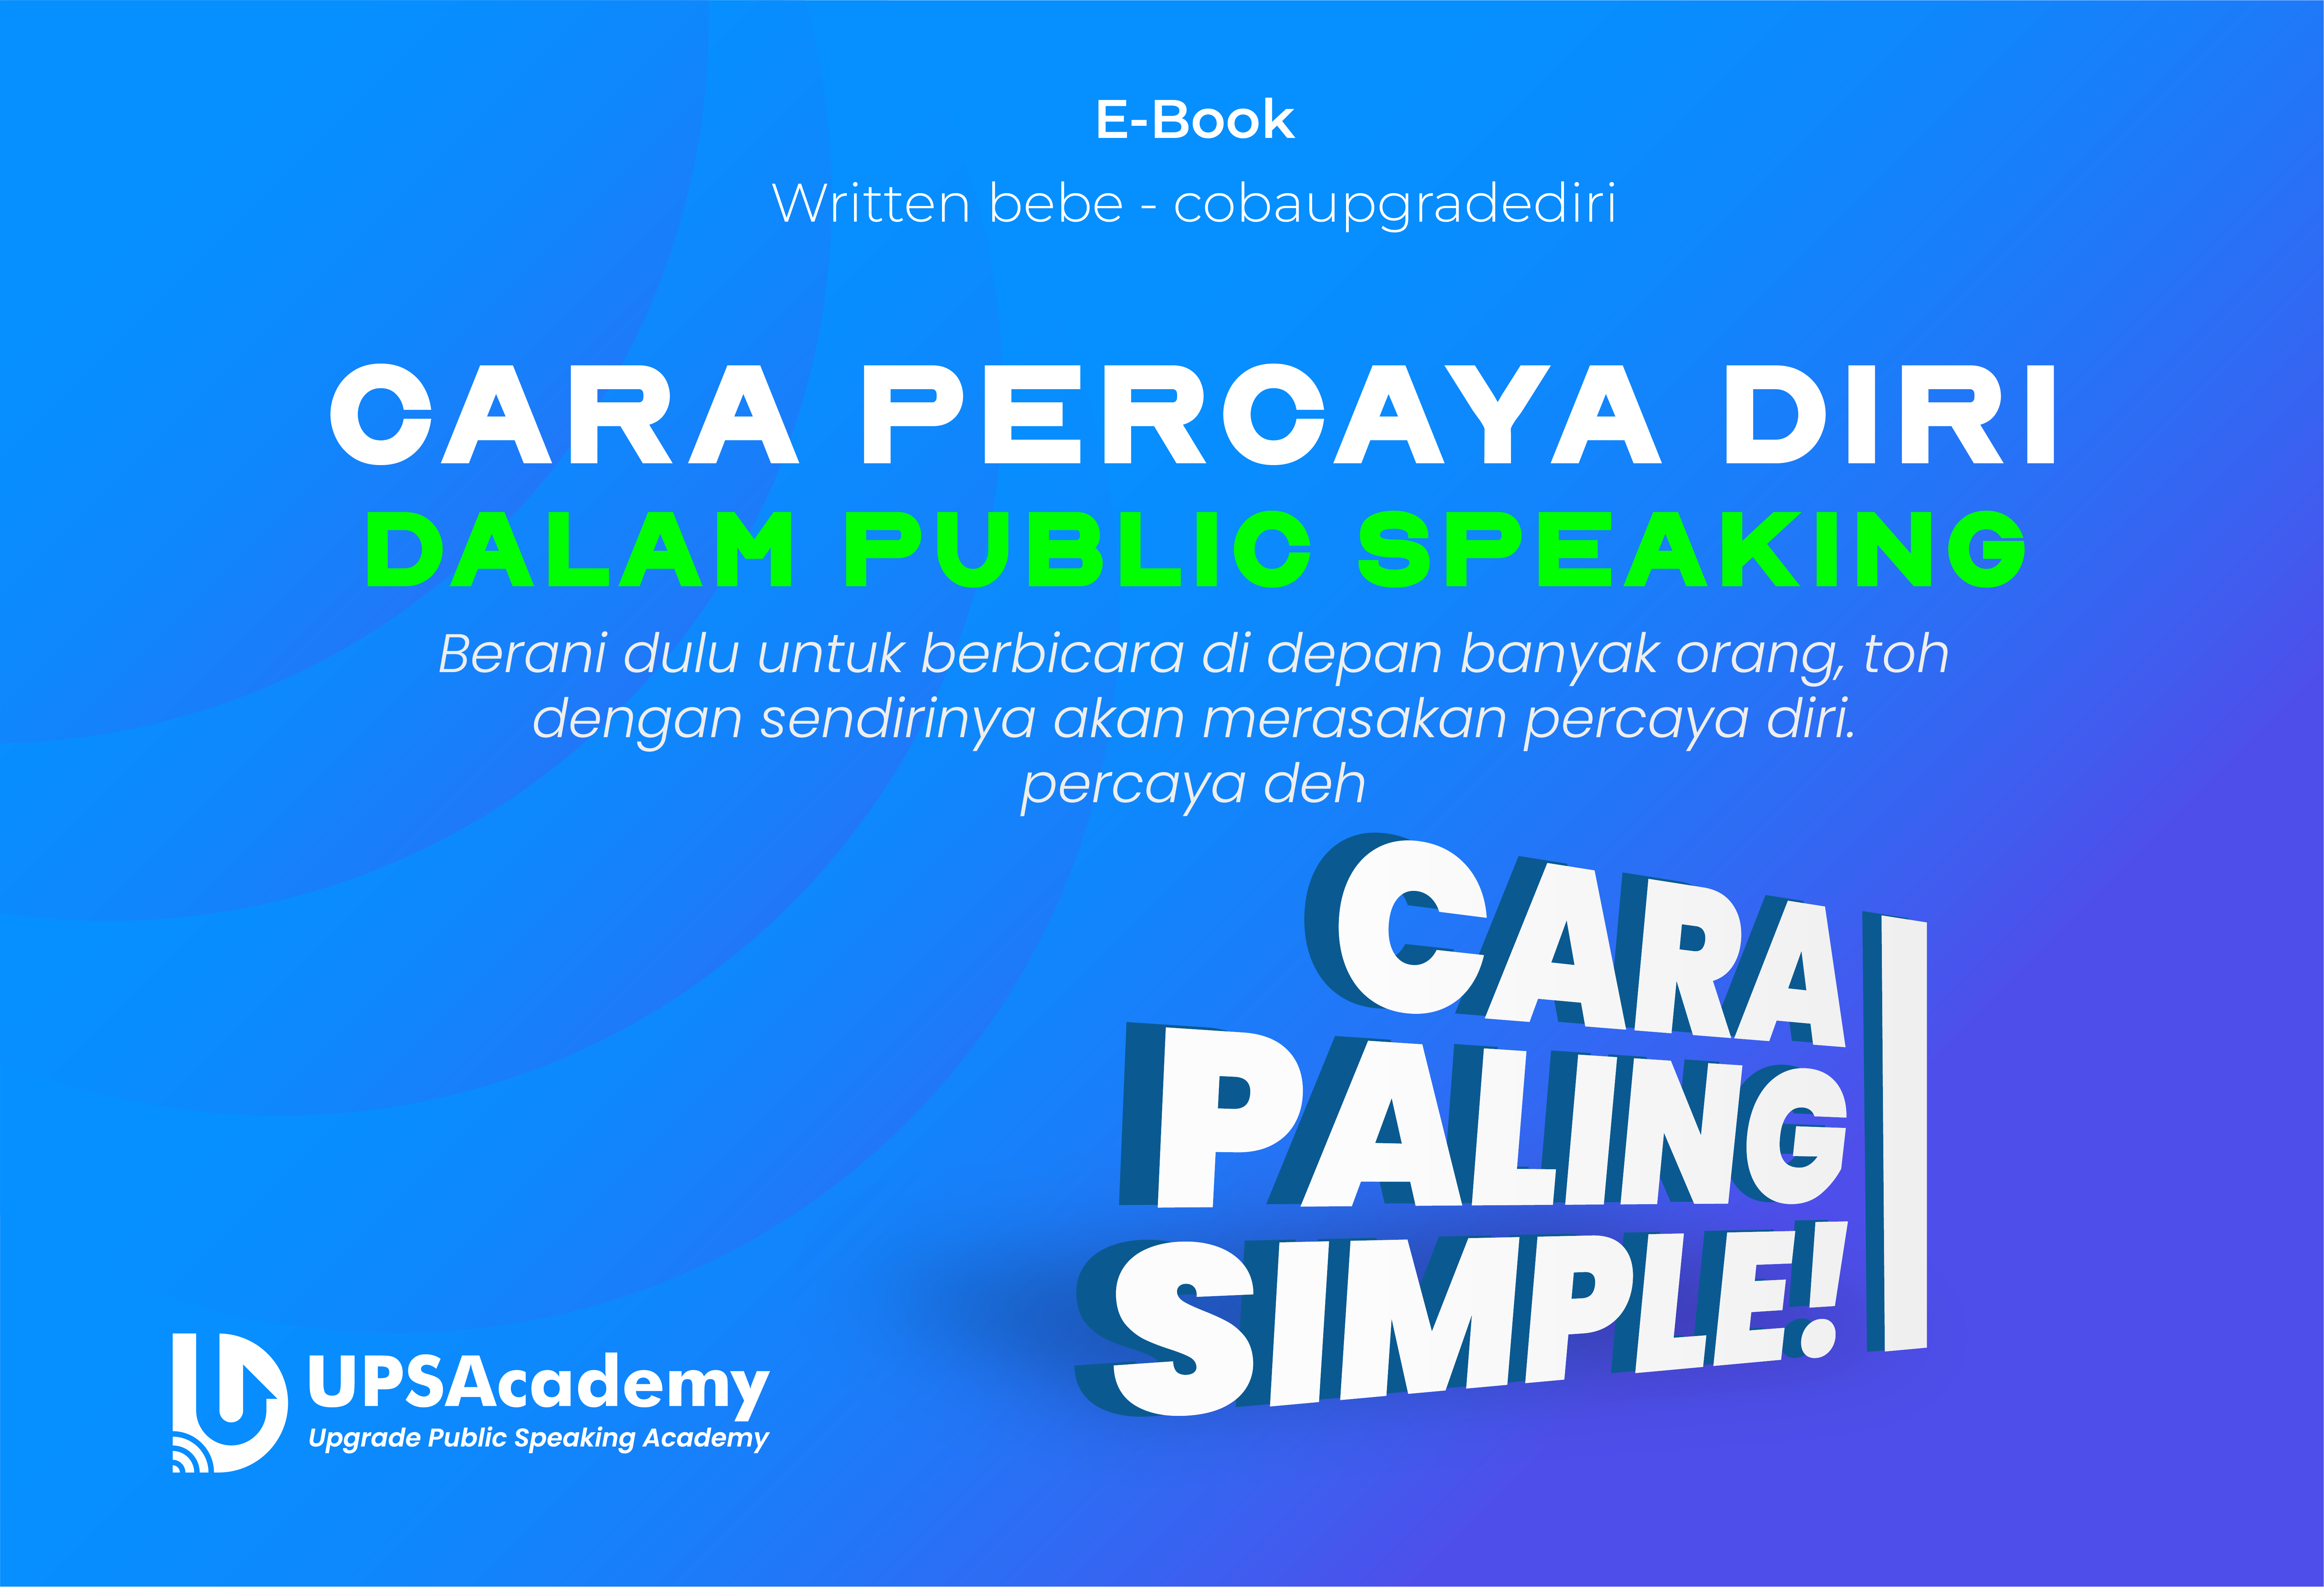 E-Book
Written bebe - cobaupgradediri
CARA PERCAYA DIRI
DALAM PUBLIC SPEAKING
Berani dulu untuk berbicara di depan banyak orang, toh
dengan sendirinya akan merasakan percaya diri.
percaya deh
CARA
PALING
SIMPLE!
UPSAcademy
Upgrade Public Speaking Academy